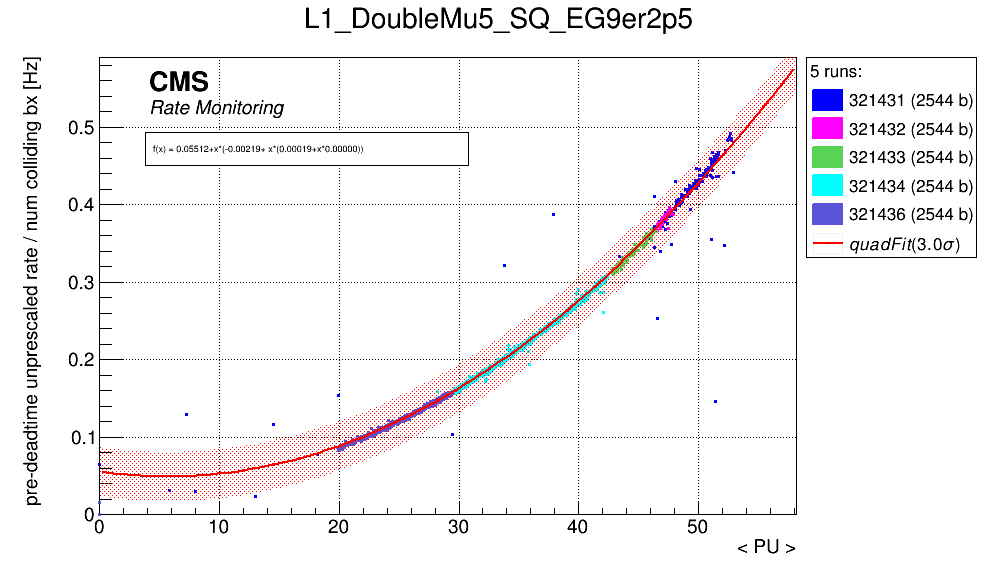 L1_DoubleMu5_SQ_EG9er2p5
pre-deadtime unprescaled rate / num colliding bx [Hz]
CMS
Rate Monitoring
f(x) = 0.05512+x*(-0.00219+ x*(0.00019+x*0.00000))
0.5
0.4
0.3
0.2
0.1
0
0 10 20 30 40 50
< PU >
5 runs:
321431 (2544 b)
321432 (2544 b)
321433 (2544 b)
321434 (2544 b)
321436 (2544 b)
quadFit(3.0σ)